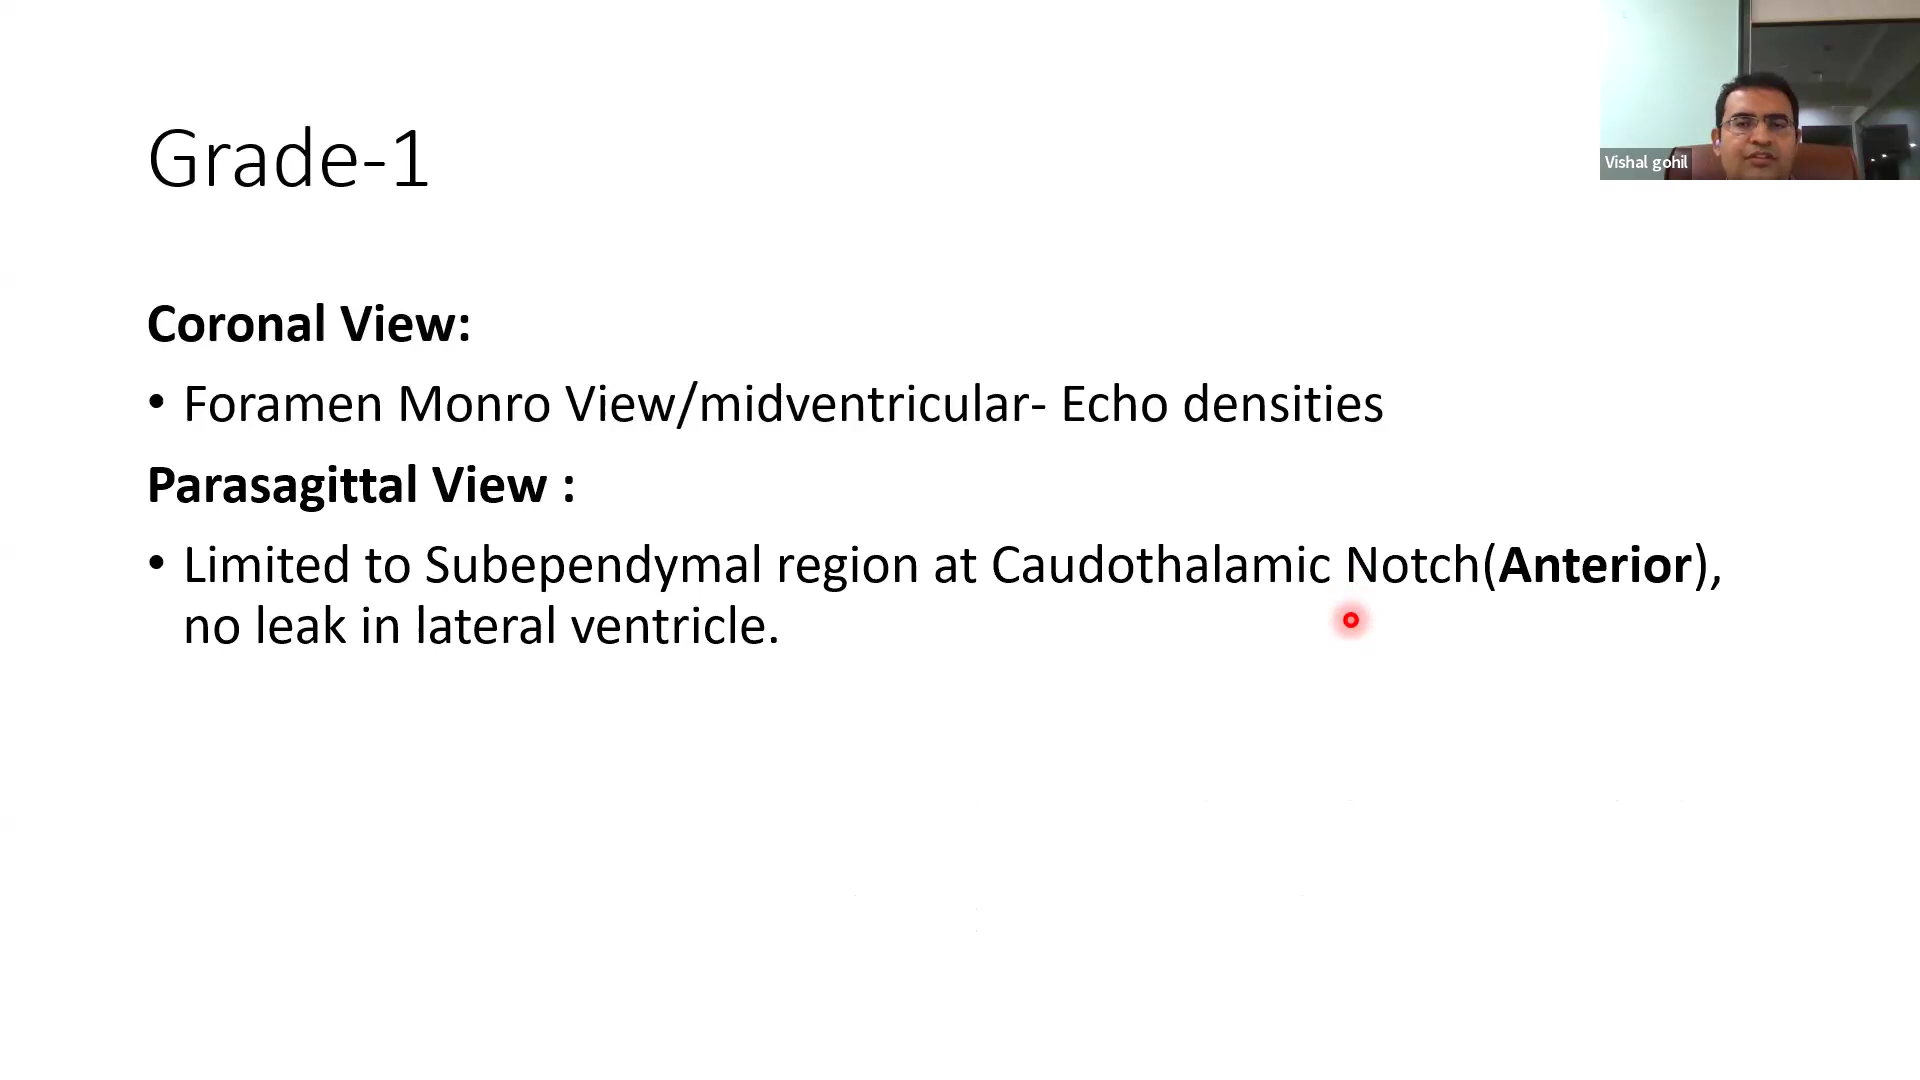 Grade-1
Vishal gohil
Coronal View:
• Foramen Monro View/midventricular- Echo densities
Parasagittal View :
• Limited to Subependymal region at Caudothalamic Notch(Anterior),
no leak in lateral ventricle.